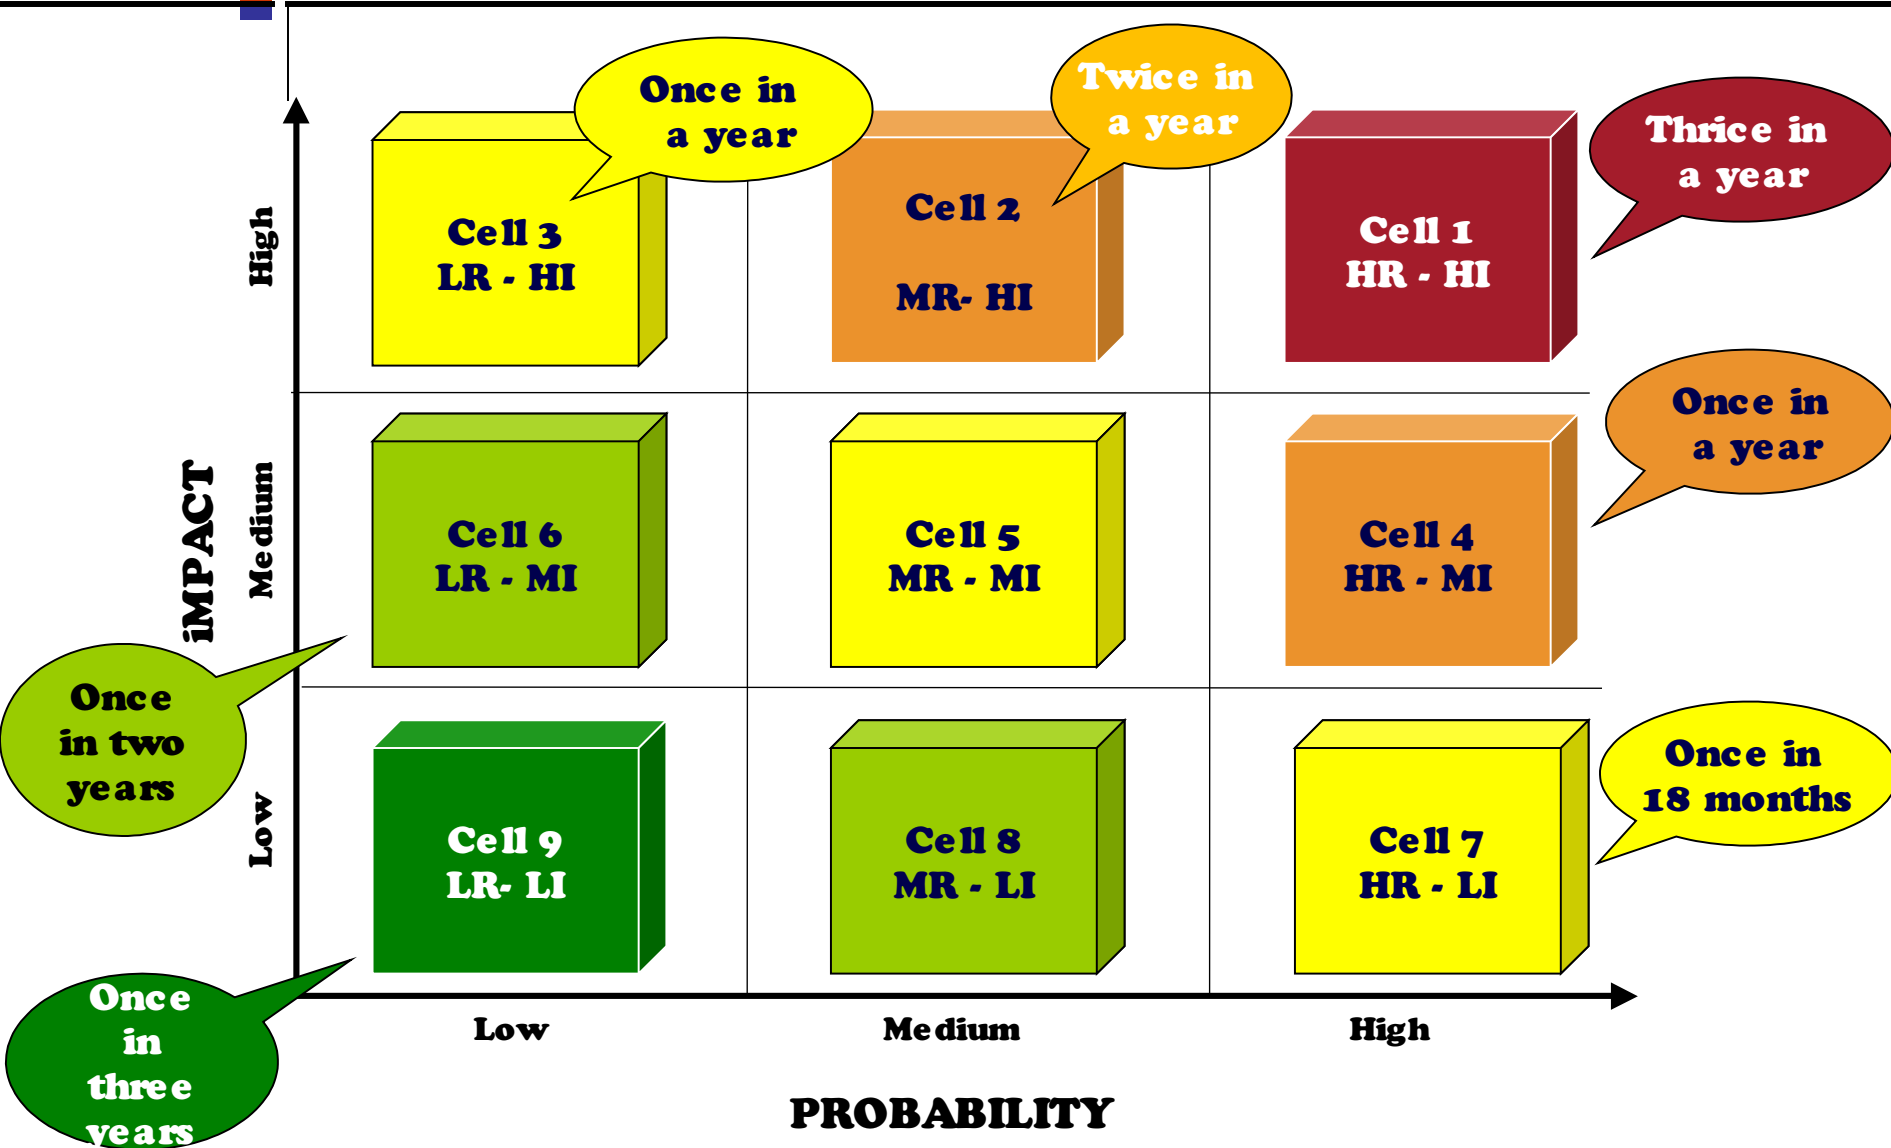 Once in
a year
Twice in
a year
Thrice in
a year
High
Cell 3
LR - HI
Cell 2
MR- HI
Cell 1
HR - HI
Once in
a year
iMPACT
Medium
Cell 6
LR - MI
Cell 5
MR - MI
Cell 4
HR - MI
Once
in two
years
Once in
18 months
Low
Cell 9
LR- LI
Cell 8
MR - LI
Cell 7
HR - LI
Once
in
three
years
Low
Medium
High
PROBABILITY